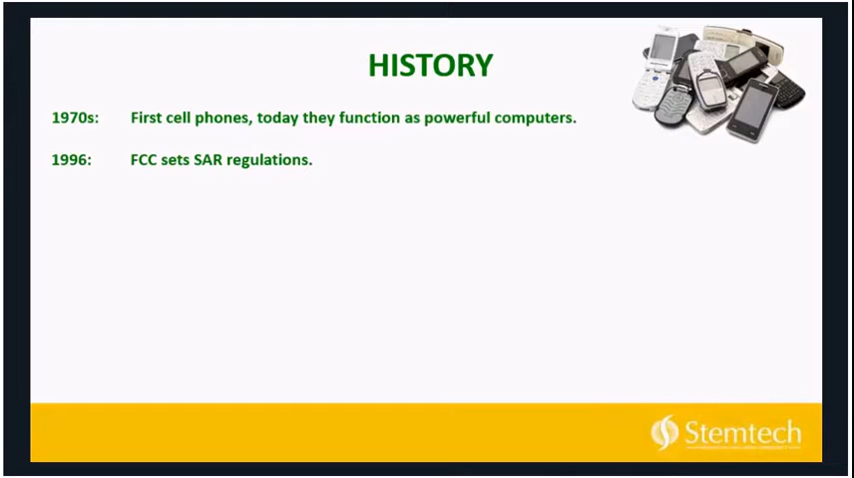 HISTORY
1970s: First cell phones, today they function as powerful computers.
1996: FCC sets SAR regulations.
Stemtech